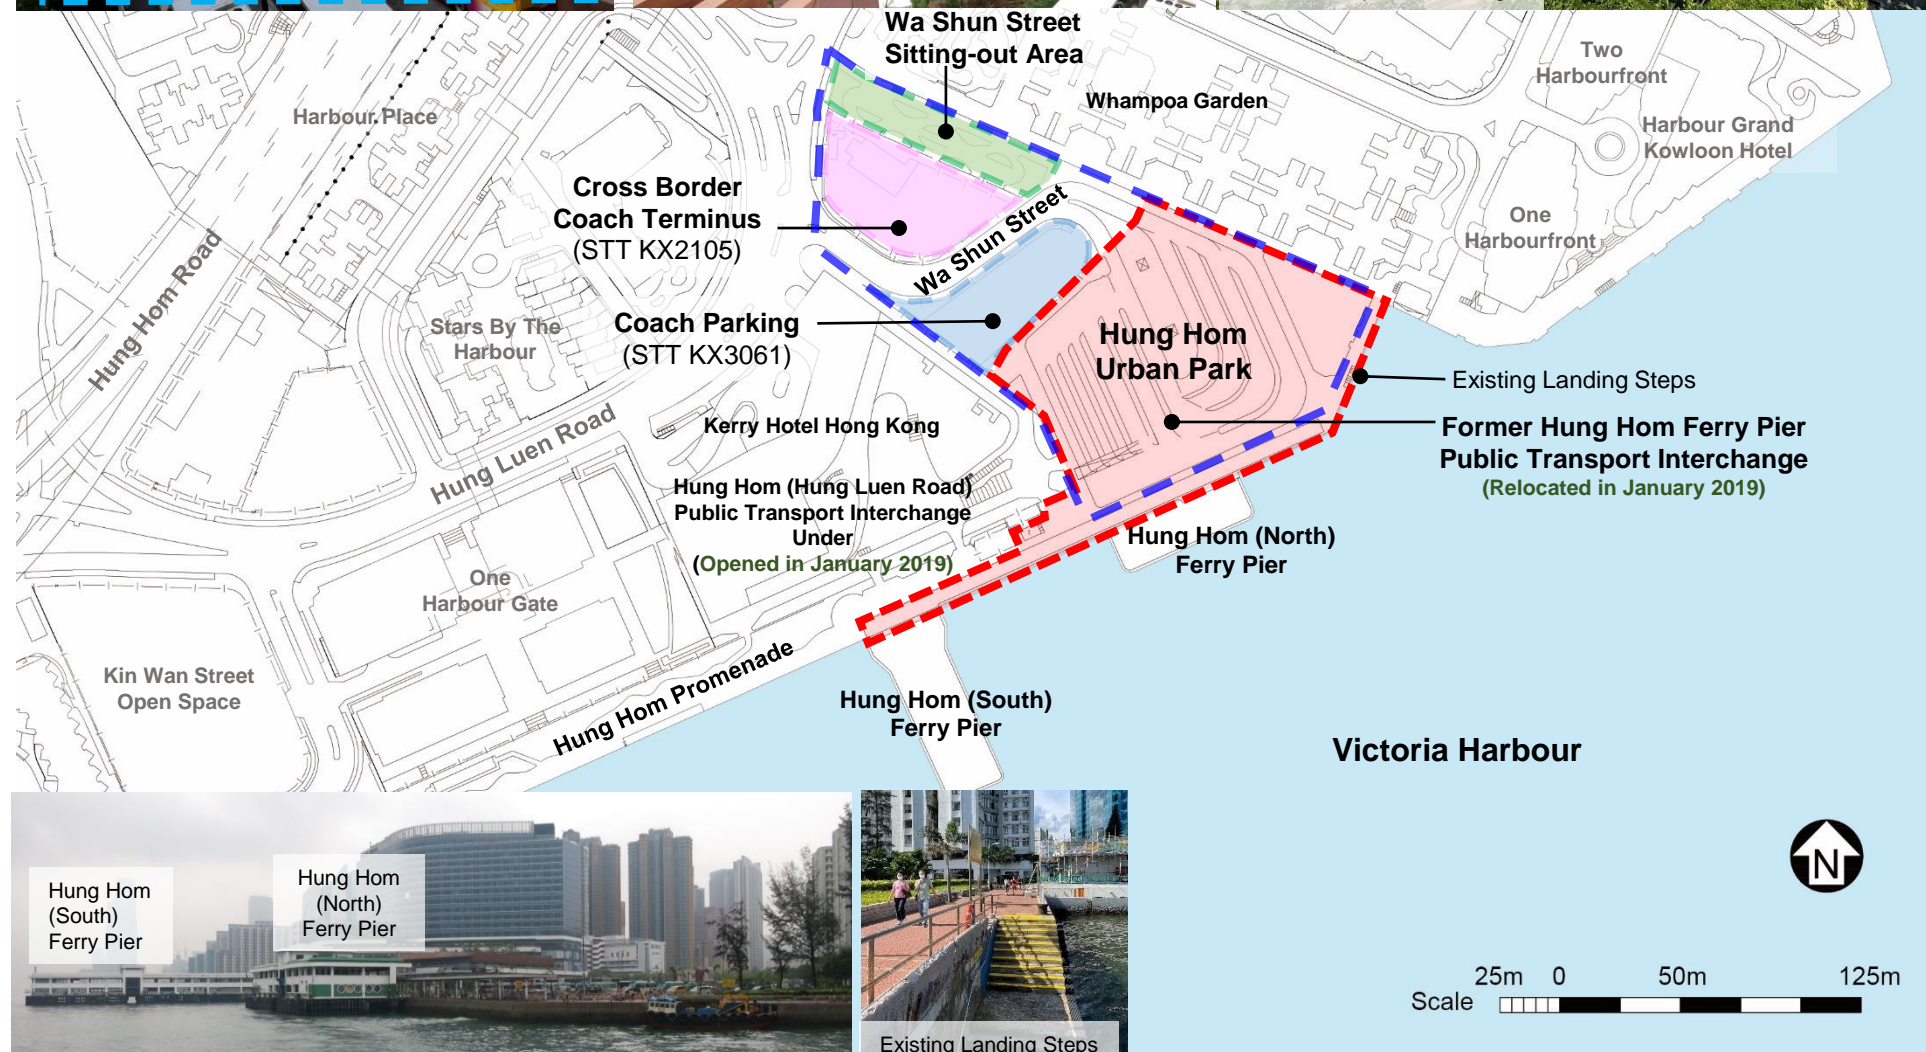 Wa Shun Street
Sitting-out Area
Two
Harbourfront
Whampoa Garden
Harbour Place
Harbour Grand
Kowloon Hotel
Cross Border
Coach Terminus
(STT KX2105)
Wa Shun Street
One
Harbourfront
Hung Hom Road
Stars By The
Harbour
Coach Parking
(STT KX3061)
Hung Hom
Urban Park
Existing Landing Steps
Kerry Hotel Hong Kong
Former Hung Hom Ferry Pier
Public Transport Interchange
(Relocated in January 2019)
Hung Luen Road
Hung Hom (Hung Luen Road)
Public Transport Interchange
Under
(Opened in January 2019)
Hung Hom (North)
Ferry Pier
One
Harbour Gate
Kin Wan Street
Open Space
Hung Hom Promenade
Hung Hom (South)
Ferry Pier
Victoria Harbour
Hung Hom
(South)
Ferry Pier
Hung Hom
(North)
Ferry Pier
Existing Landing Steps
N
25m 0 50m 125m
Scale